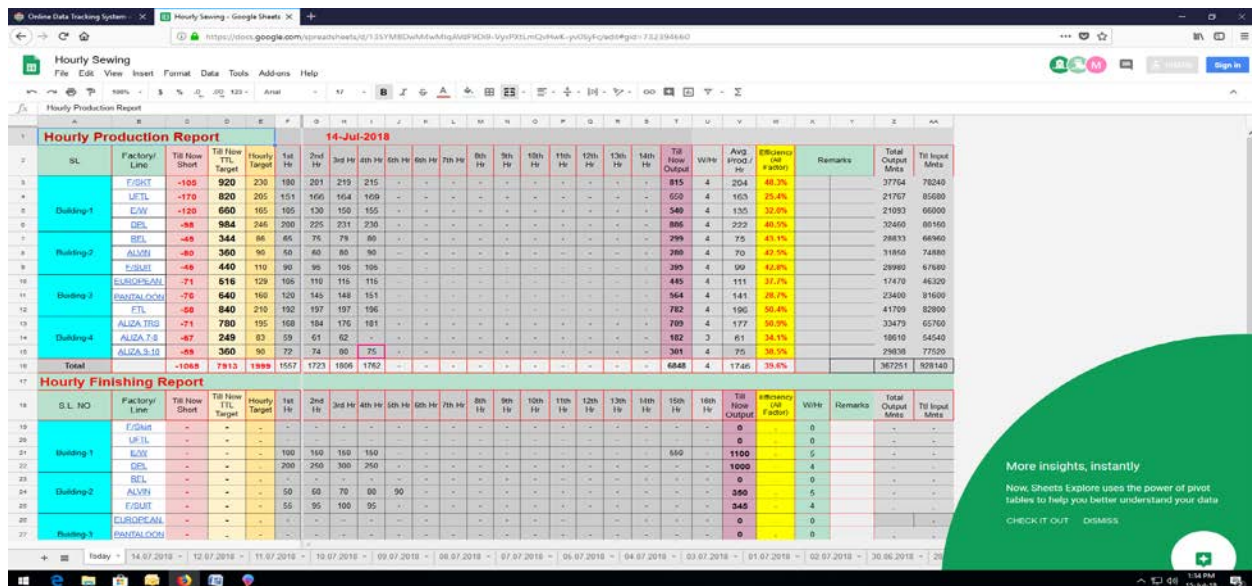 Online Data Tracking System - Hourly Sewing - Google Sheets
Hourly Sewing
File Edit View Insert Format Data Tools Add-ons Help
Sign in
100% $ % .0 .00 123 Arial
Hourly Production Report
Hourly Production Report 14-Jul-2018
SL Factory/Line Till Now Short Till Now TTL Target Hourly Target 1st Hr 2nd Hr 3rd Hr 4th Hr 5th Hr 6th Hr 7th Hr 8th Hr 9th Hr 10th Hr 11th Hr 12th Hr 13th Hr 14th Hr Till Now Output W/Hr Avg. Prod./Hr Efficiency (All Factor) Remarks Total Output Mnts Ttl Input Mnts
F/SKT -105 920 230 180 201 219 215 - - - - - - - - - - 815 4 204 48.3% 37764 78240
UFTL -170 820 205 151 166 164 169 - - - - - - - - - - 650 4 163 25.4% 21767 85680
Building-1 E/W -120 660 165 105 130 150 155 - - - - - - - - - - 540 4 135 32.0% 21093 66000
DPL -98 984 246 200 225 231 230 - - - - - - - - - - 886 4 222 40.5% 32460 80160
BFL -45 344 86 65 75 79 80 - - - - - - - - - - 299 4 75 43.1% 28833 66960
Building-2 ALVIN -80 360 90 50 60 80 90 - - - - - - - - - - 280 4 70 42.5% 31850 74880
F/SUIT 440 110 90 95 105 105 - - - - - - - - - - 395 4 99 42.8% 28980 67680
EUROPEAN -71 516 129 105 110 115 115 - - - - - - - - - - 445 4 111 37.7% 17470 46320
Building-3 PANTALOON -76 640 160 120 145 148 151 - - - - - - - - - - 564 4 141 28.7% 23400 81600
FTL -58 840 210 192 197 197 196 - - - - - - - - - - 782 4 196 50.4% 41709 82800
ALIZA TRS -71 780 195 168 184 176 181 - - - - - - - - - - 709 4 177 50.9% 33479 65760
Building-4 ALIZA 7-8 -67 249 83 59 61 62 - - - - - - - - - - - 182 3 61 34.1% 18610 54540
ALIZA 9-10 -59 360 90 72 74 80 75 - - - - - - - - - - 301 4 75 38.5% 29838 77520
Total 7913 1999 1557 1723 1806 1762 6848 4 1746 39.6% 367251 928140
Hourly Finishing Report
S.L. NO Factory/Line Till Now Short Till Now TTL Target Hourly Target 1st Hr 2nd Hr 3rd Hr 4th Hr 5th Hr 6th Hr 7th Hr 8th Hr 9th Hr 10th Hr 11th Hr 12th Hr 13th Hr 14th Hr 15th Hr 16th Hr Till Now Output Efficiency (All Factor) W/Hr Remarks Total Output Mnts Ttl Input Mnts
F/Skirt - - - 0 0
UFTL - - - 0 0
Building-1 E/W - - - 100 150 150 150 550 1100 5
DPL - - - 200 250 300 250 1000 4
BFL - - - 0 0
Building-2 ALVIN - - - 50 60 70 80 90 350 5
F/SUIT - - - 55 95 100 95 345 4
EUROPEAN - - - 0 0
Building-3 PANTALOON - - - 0 0
More insights, instantly
Now, Sheets Explore uses the power of pivot
tables to help you better understand your data
CHECK IT OUT DISMISS
Today 14.07.2018 12.07.2018 11.07.2018 10.07.2018 09.07.2018 08.07.2018 07.07.2018 05.07.2018 04.07.2018 03.07.2018 01.07.2018 02.07.2018 30.06.2018
1:54 PM